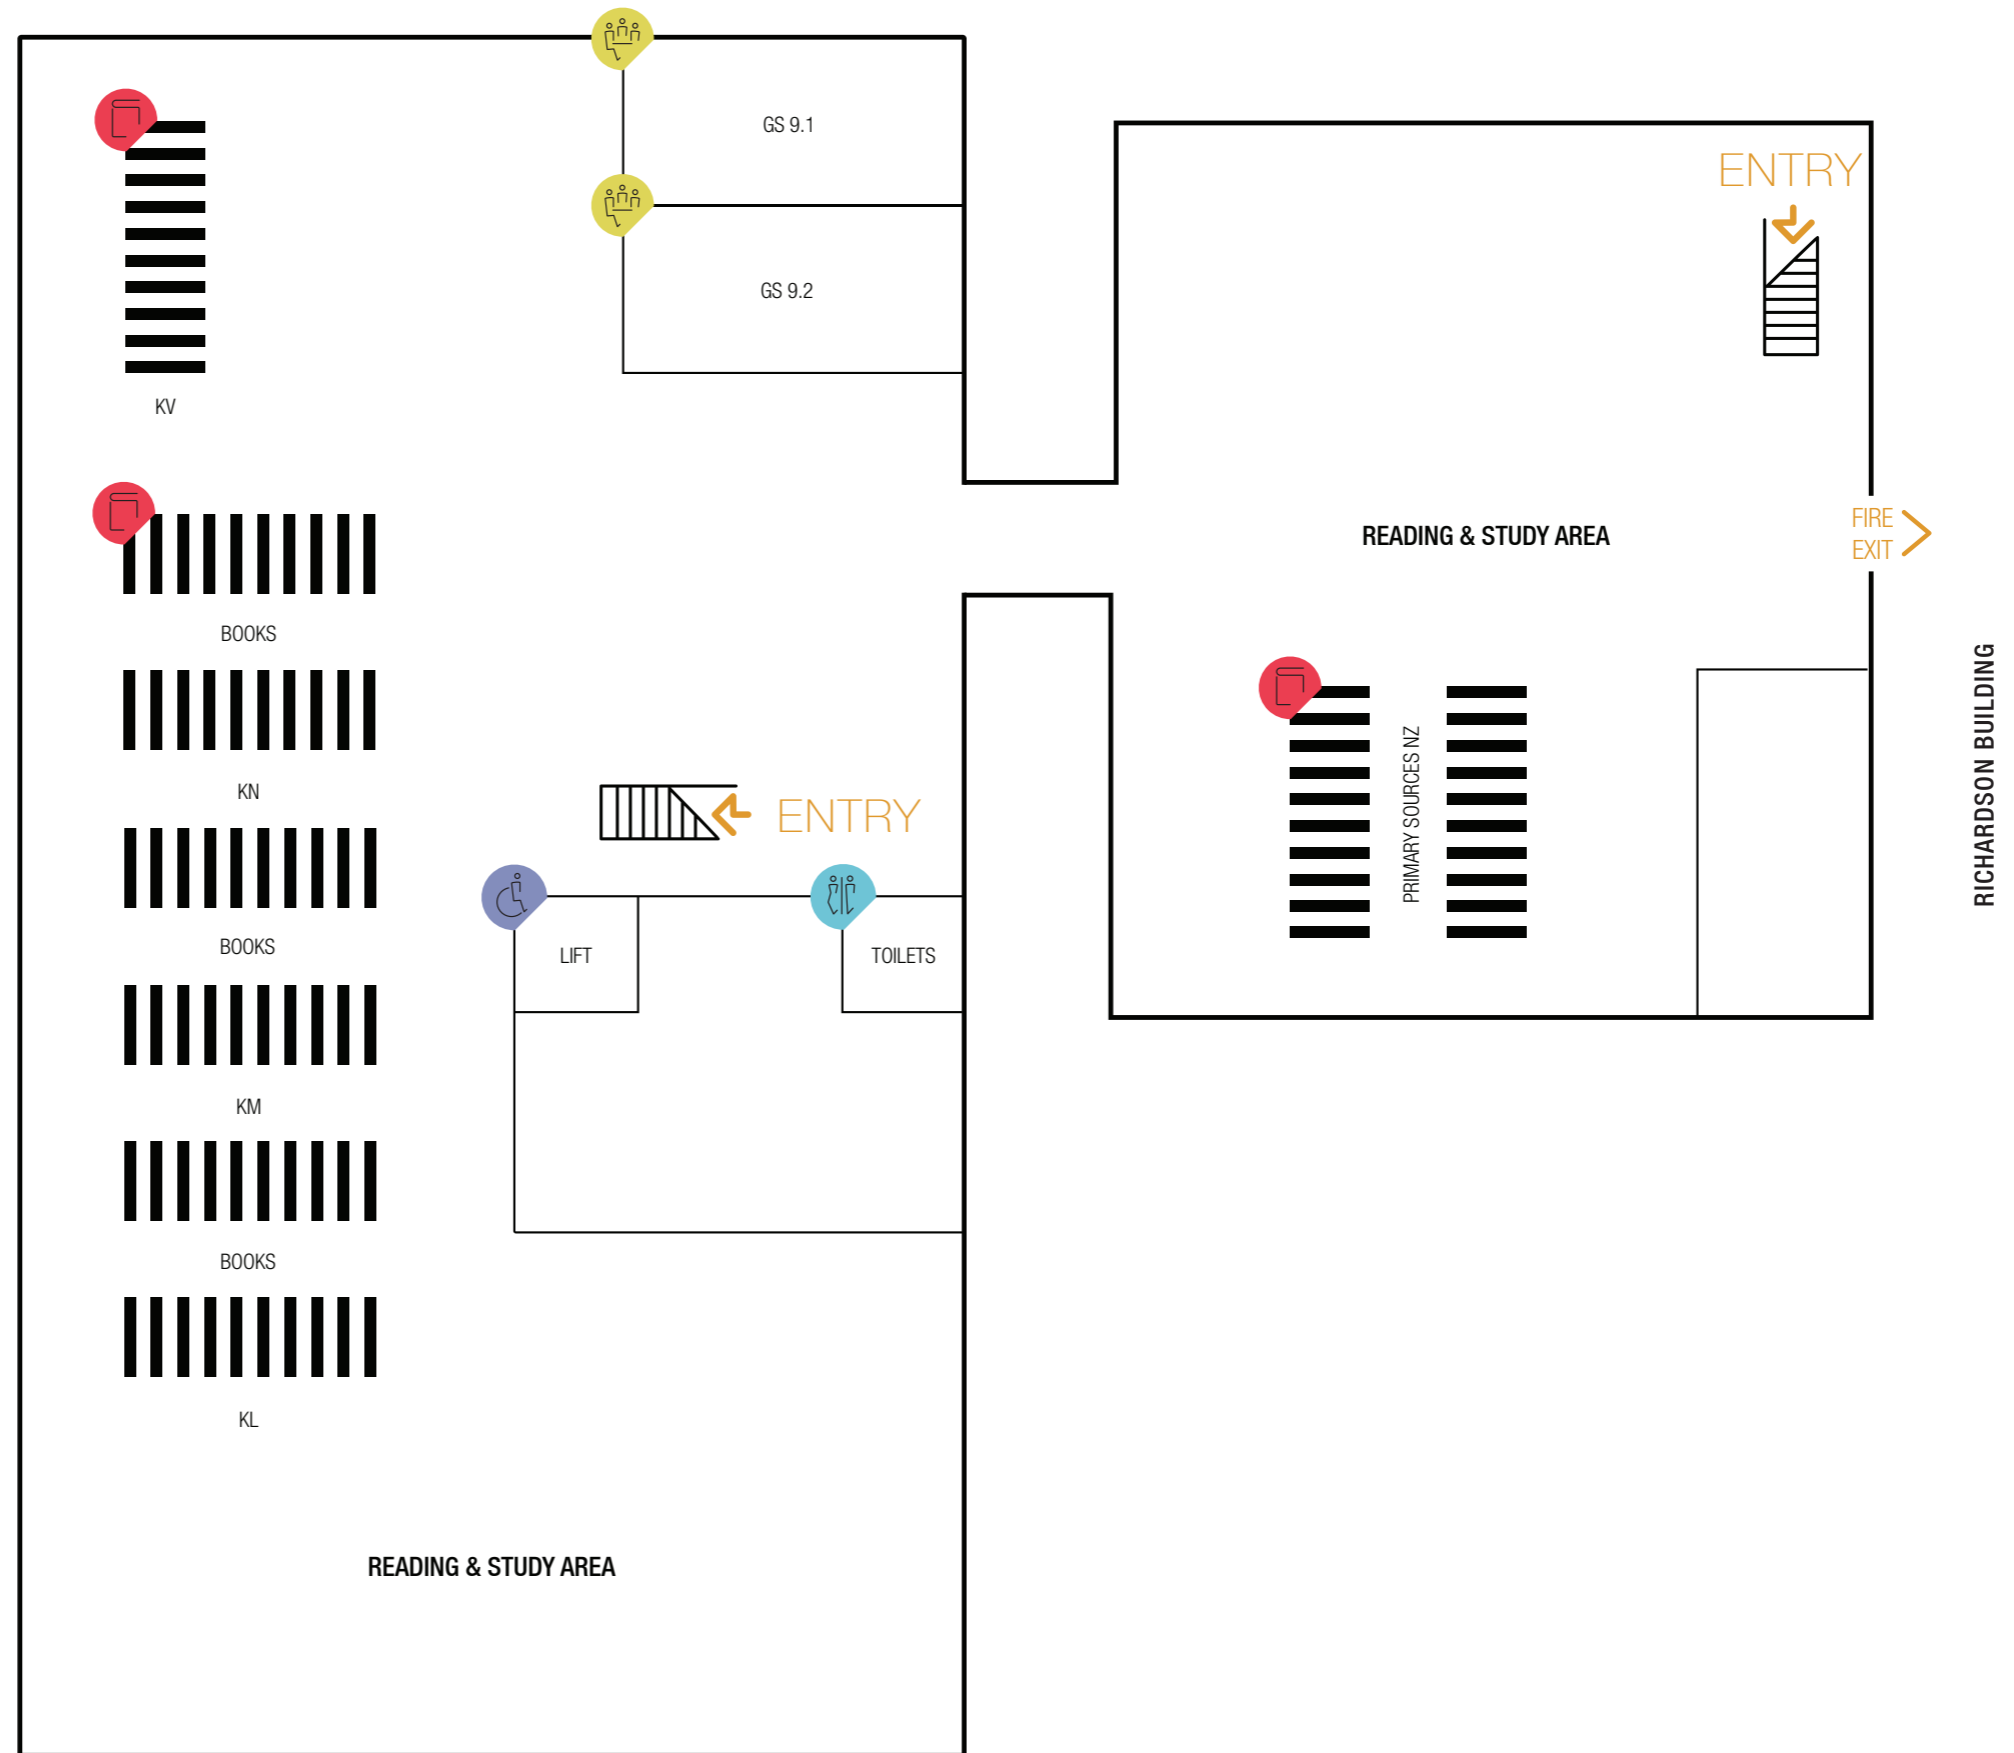 GS 9.1
ENTRY
GS 9.2
KV
READING & STUDY AREA
FIRE
EXIT
BOOKS
RICHARDSON BUILDING
PRIMARY SOURCES NZ
KN
ENTRY
BOOKS
LIFT
TOILETS
KM
BOOKS
KL
READING & STUDY AREA